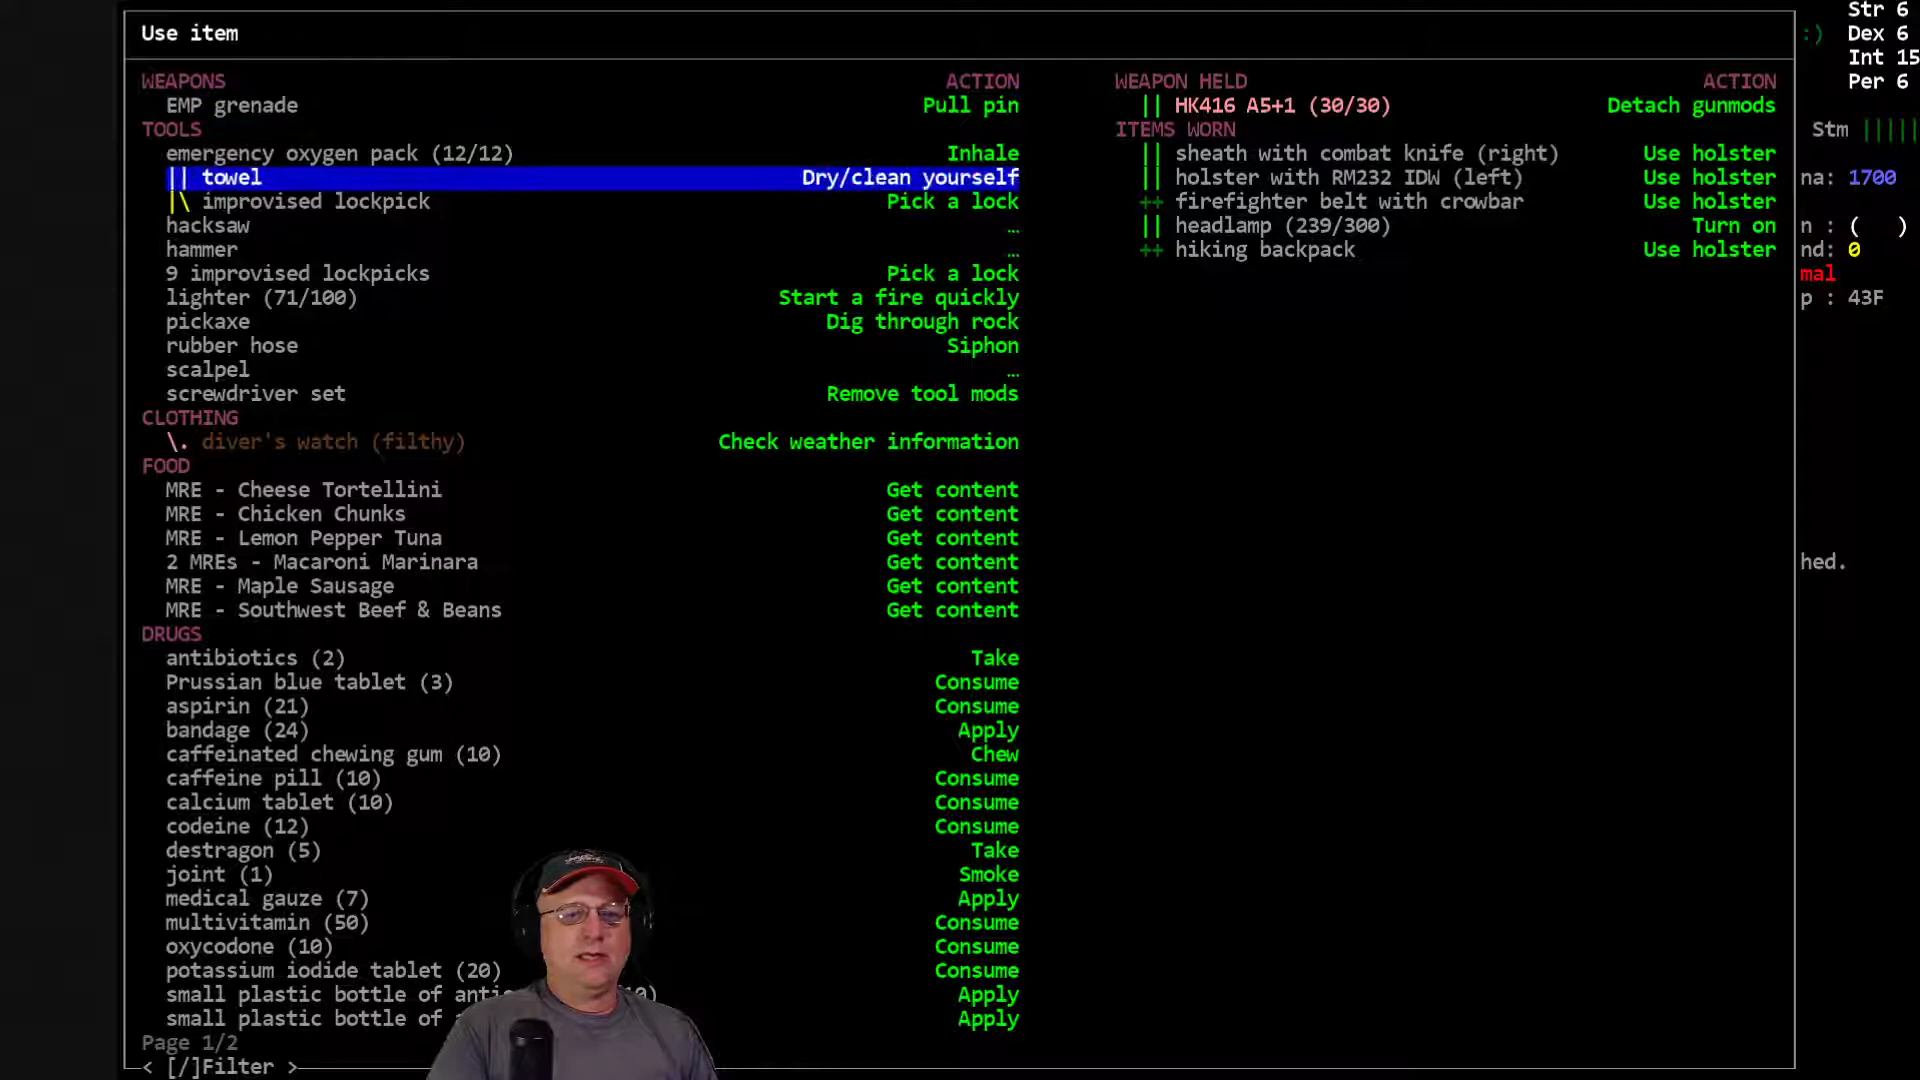 Use item
WEAPONS ACTION
EMP grenade Pull pin
TOOLS
emergency oxygen pack (12/12) Inhale
|| towel Dry/clean yourself
|\ improvised lockpick Pick a lock
hacksaw …
hammer …
9 improvised lockpicks Pick a lock
lighter (71/100) Start a fire quickly
pickaxe Dig through rock
rubber hose Siphon
scalpel …
screwdriver set Remove tool mods
CLOTHING
\. diver's watch (filthy) Check weather information
FOOD
MRE - Cheese Tortellini Get content
MRE - Chicken Chunks Get content
MRE - Lemon Pepper Tuna Get content
2 MREs - Macaroni Marinara Get content
MRE - Maple Sausage Get content
MRE - Southwest Beef & Beans Get content
DRUGS
antibiotics (2) Take
Prussian blue tablet (3) Consume
aspirin (21) Consume
bandage (24) Apply
caffeinated chewing gum (10) Chew
caffeine pill (10) Consume
calcium tablet (10) Consume
codeine (12) Consume
destragon (5) Take
joint (1) Smoke
medical gauze (7) Apply
multivitamin (50) Consume
oxycodone (10) Consume
potassium iodide tablet (20) Consume
small plastic bottle of Apply
small plastic bottle of Apply
Page 1/2
< [/]Filter >
WEAPON HELD ACTION
|| HK416 A5+1 (30/30) Detach gunmods
ITEMS WORN
|| sheath with combat knife (right) Use holster
|| holster with RM232 IDW (left) Use holster
++ firefighter belt with crowbar Use holster
|| headlamp (239/300) Turn on
++ hiking backpack Use holster
Str 6
:) Dex 6
Int 15
Per 6
Stm |||||
na: 1700
n : ( )
nd: 0
mal
p : 43F
hed.